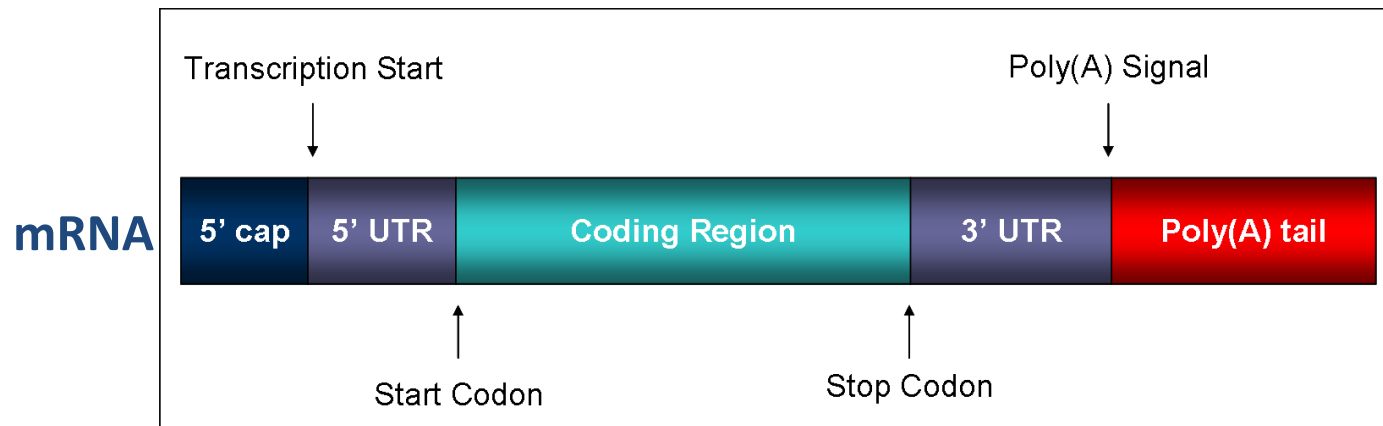 Transcription Start
Poly(A) Signal
mRNA
5’ cap
5’ UTR
Coding Region
3’ UTR
Poly(A) tail
Start Codon
Stop Codon